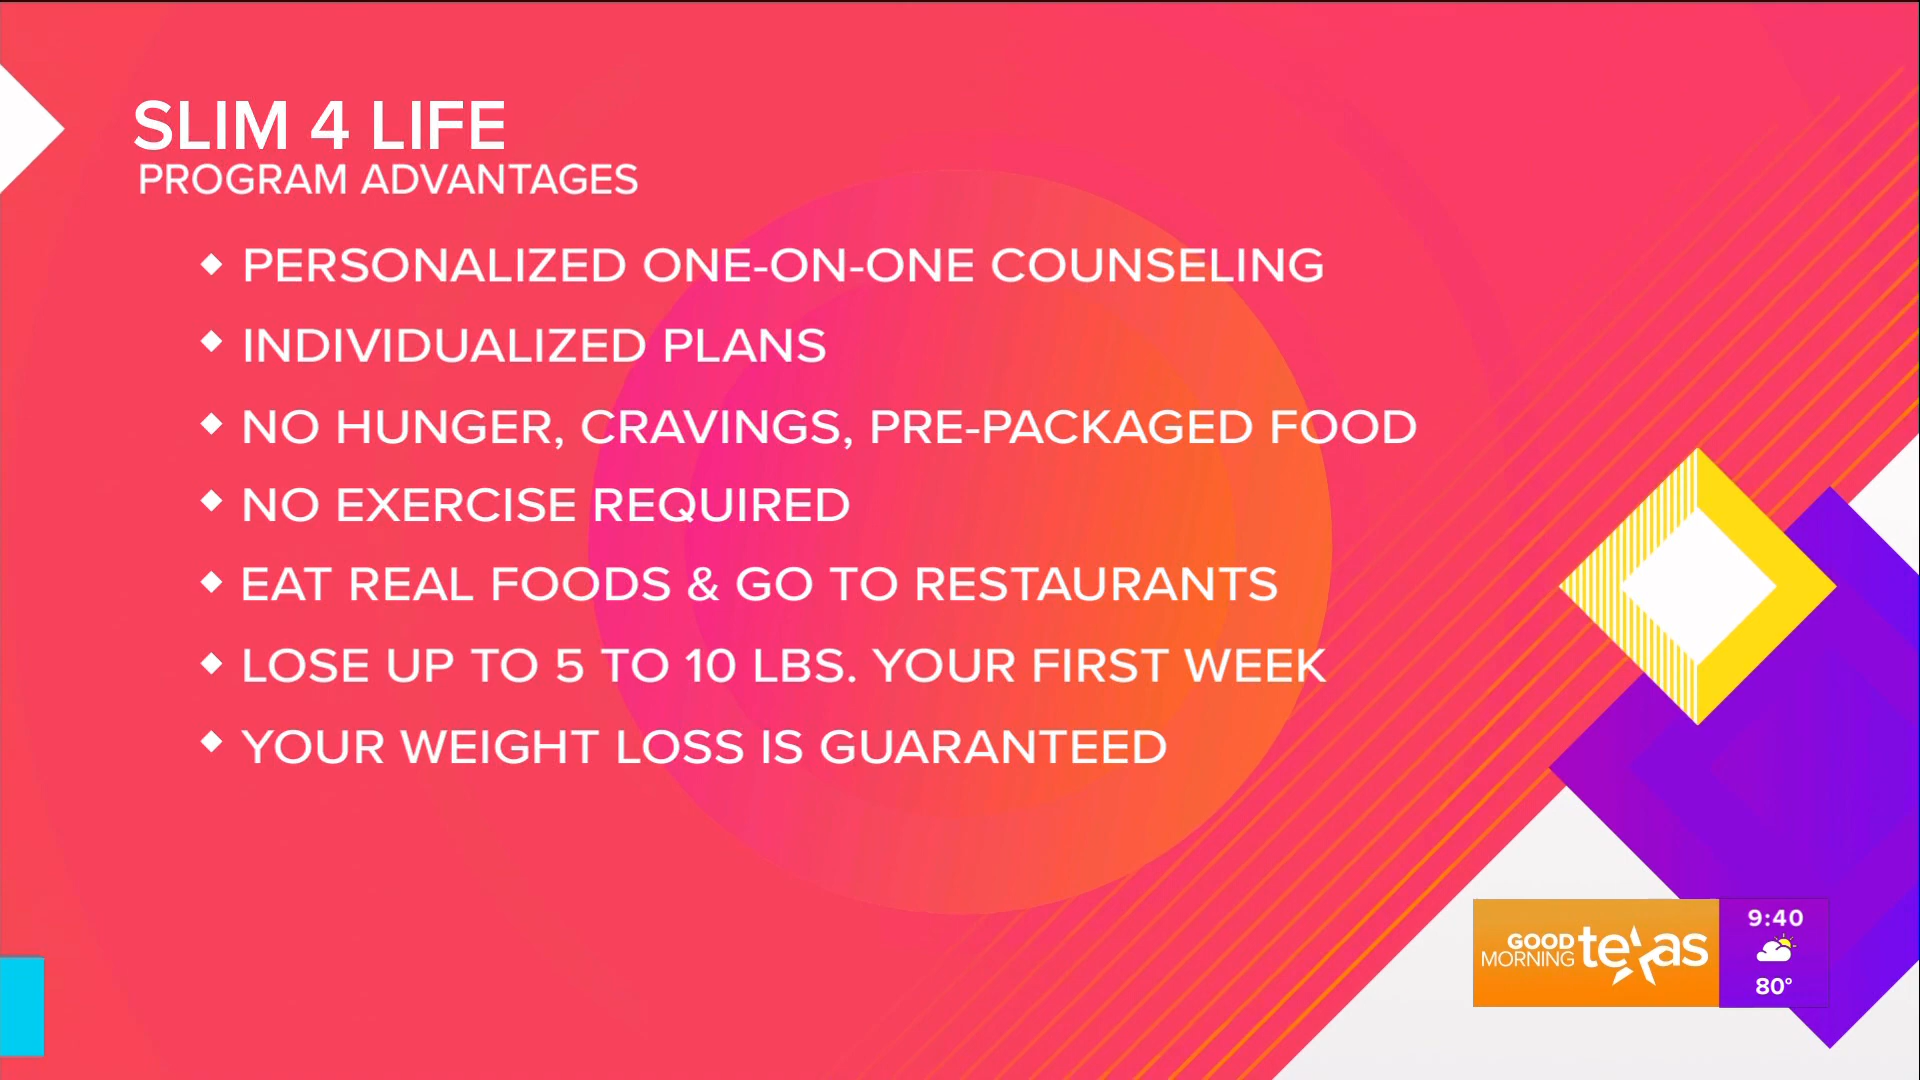 SLIM 4 LIFE
PROGRAM ADVANTAGES
PERSONALIZED ONE-ON-ONE COUNSELING
INDIVIDUALIZED PLANS
NO HUNGER, CRAVINGS, PRE-PACKAGED FOOD
NO EXERCISE REQUIRED
EAT REAL FOODS & GO TO RESTAURANTS
LOSE UP TO 5 TO 10 LBS. YOUR FIRST WEEK
YOUR WEIGHT LOSS IS GUARANTEED
GOOD MORNING texas
9:40
80°